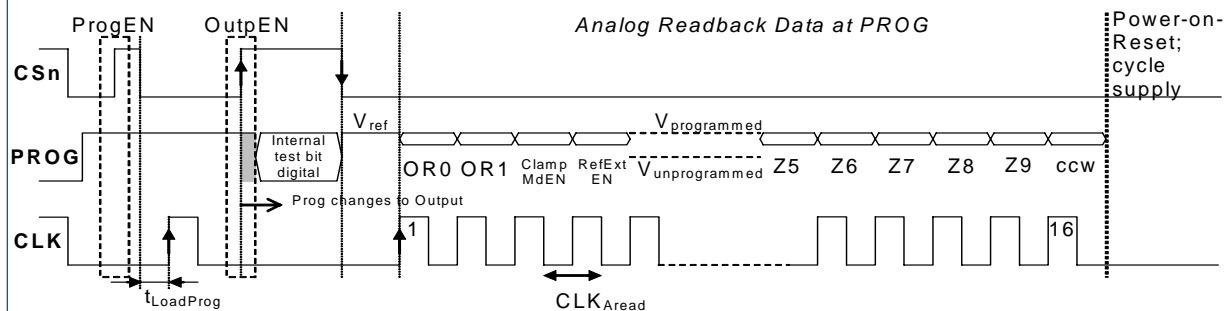 ProgEN
OutpEN
Analog Readback Data at PROG
Power-on-
Reset;
cycle
supply
CSn
PROG
Internal
test bit
digital
Vref
Vprogrammed
Vunprogrammed
OR0
OR1
Clamp
MdEN
RefExt
EN
Z5
Z6
Z7
Z8
Z9
ccw
Prog changes to Output
CLK
1
16
tLoadProg
CLKAread